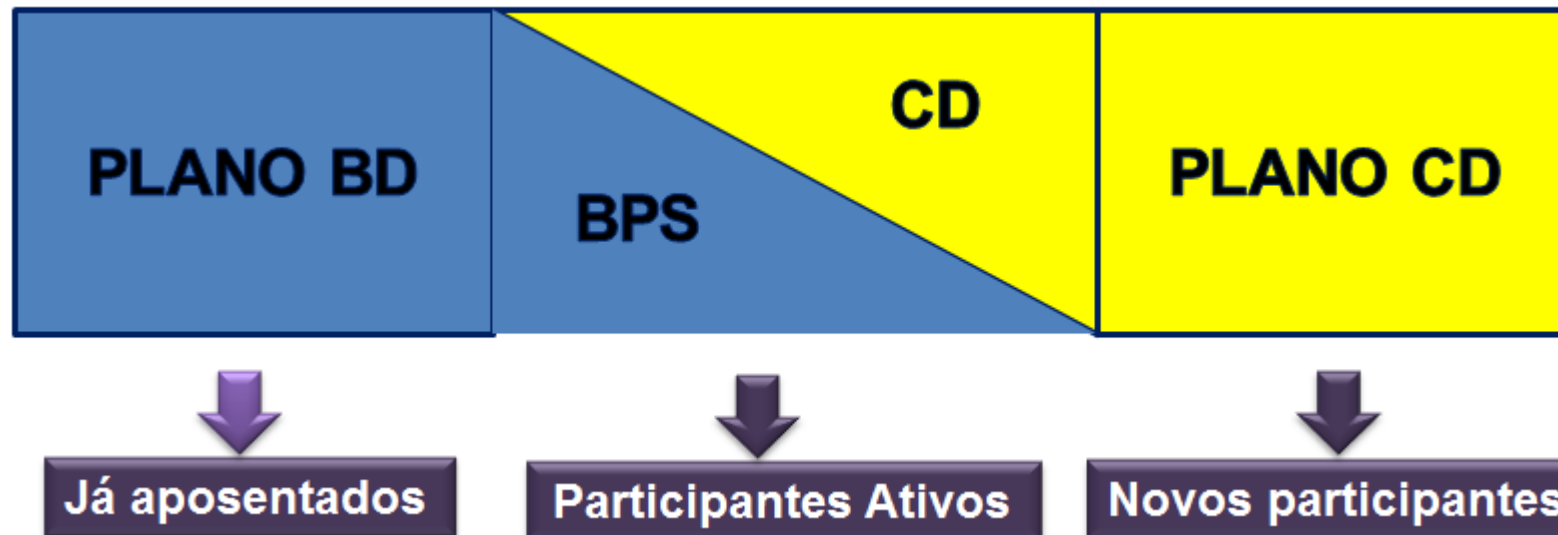 PLANO BD
BPS
CD
PLANO CD
Já aposentados
Participantes Ativos
Novos participantes